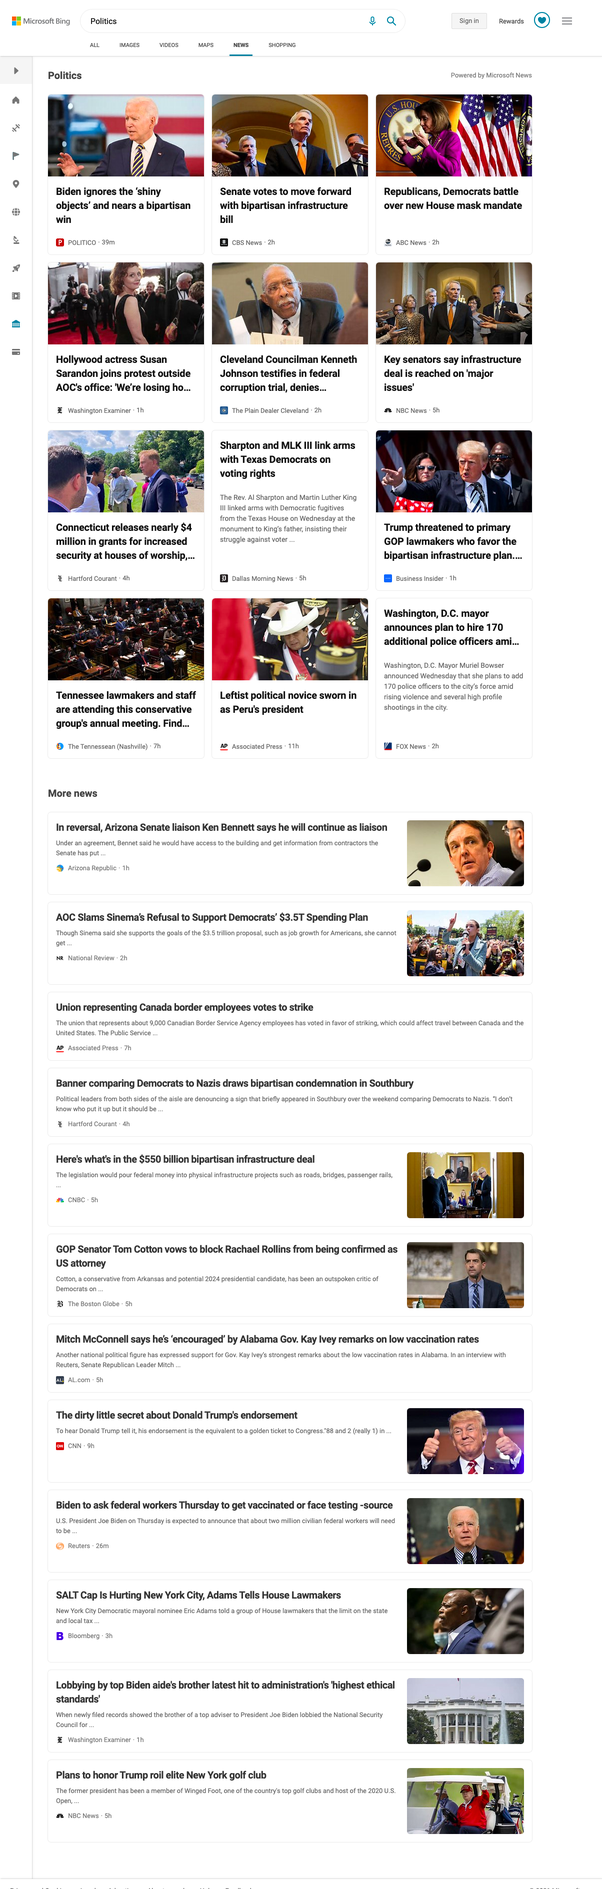 Microsoft Bing
Politics
Sign in
Rewards
ALL
IMAGES
VIDEOS
MAPS
NEWS
SHOPPING
Politics
Powered by Microsoft News
Biden ignores the 'shiny
objects' and nears a bipartisan
win
POLITICO · 39m
Senate votes to move forward
with bipartisan infrastructure
bill
CBS News · 2h
Republicans, Democrats battle
over new House mask mandate
ABC News · 2h
Hollywood actress Susan
Sarandon joins protest outside
AOC's office: 'We're losing ho...
Washington Examiner · 1h
Cleveland Councilman Kenneth
Johnson testifies in federal
corruption trial, denies...
The Plain Dealer Cleveland · 2h
Key senators say infrastructure
deal is reached on 'major
issues'
NBC News · 5h
Connecticut releases nearly $4
million in grants for increased
security at houses of worship,...
Hartford Courant · 4h
Sharpton and MLK III link arms
with Texas Democrats on
voting rights
The Rev. Al Sharpton and Martin Luther King
III linked arms with Democratic fugitives
from the Texas House on Wednesday at the
monument to King's father, insisting their
struggle against voter ...
Dallas Morning News · 5h
Trump threatened to primary
GOP lawmakers who favor the
bipartisan infrastructure plan....
Business Insider · 1h
Tennessee lawmakers and staff
are attending this conservative
group's annual meeting. Find...
The Tennessean (Nashville) · 7h
Leftist political novice sworn in
as Peru's president
AP
Associated Press · 11h
Washington, D.C. mayor
announces plan to hire 170
additional police officers ami...
Washington, D.C. Mayor Muriel Bowser
announced Wednesday that she plans to add
170 police officers to the city's force amid
rising violence and several high profile
shootings in the city.
FOX News · 2h
More news
In reversal, Arizona Senate liaison Ken Bennett says he will continue as liaison
Under an agreement, Bennet said he would have access to the building and get information from contractors the
Senate has put ...
Arizona Republic · 1h
AOC Slams Sinema's Refusal to Support Democrats' $3.5T Spending Plan
Though Sinema said she supports the goals of the $3.5 trillion proposal, such as job growth for Americans, she cannot
get ...
NR
National Review · 2h
Union representing Canada border employees votes to strike
The union that represents about 9,000 Canadian Border Service Agency employees has voted in favor of striking, which could affect travel between Canada and the
United States. The Public Service ...
AP
Associated Press · 7h
Banner comparing Democrats to Nazis draws bipartisan condemnation in Southbury
Political leaders from both sides of the aisle are denouncing a sign that briefly appeared in Southbury over the weekend comparing Democrats to Nazis. "I don't
know who put it up but it should be ...
Hartford Courant · 4h
Here's what's in the $550 billion bipartisan infrastructure deal
The legislation would pour federal money into physical infrastructure projects such as roads, bridges, passenger rails,
...
CNBC · 5h
GOP Senator Tom Cotton vows to block Rachael Rollins from being confirmed as
US attorney
Cotton, a conservative from Arkansas and potential 2024 presidential candidate, has been an outspoken critic of
Democrats on ...
The Boston Globe · 5h
Mitch McConnell says he's 'encouraged' by Alabama Gov. Kay Ivey remarks on low vaccination rates
Another national political figure has expressed support for Gov. Kay Ivey's strongest remarks about the low vaccination rates in Alabama. In an interview with
Reuters, Senate Republican Leader Mitch ...
AL.com · 5h
The dirty little secret about Donald Trump's endorsement
To hear Donald Trump tell it, his endorsement is the equivalent to a golden ticket to Congress."88 and 2 (really 1) in ...
CNN · 9h
Biden to ask federal workers Thursday to get vaccinated or face testing -source
U.S. President Joe Biden on Thursday is expected to announce that about two million civilian federal workers will need
to be ...
Reuters · 26m
SALT Cap Is Hurting New York City, Adams Tells House Lawmakers
New York City Democratic mayoral nominee Eric Adams told a group of House lawmakers that the limit on the state
and local tax ...
Bloomberg · 3h
Lobbying by top Biden aide's brother latest hit to administration's 'highest ethical
standards'
When newly filed records showed the brother of a top adviser to President Joe Biden lobbied the National Security
Council for ...
Washington Examiner · 1h
Plans to honor Trump roil elite New York golf club
The former president has been a member of Winged Foot, one of the country's top golf clubs and host of the 2020 U.S.
Open, ...
NBC News · 5h